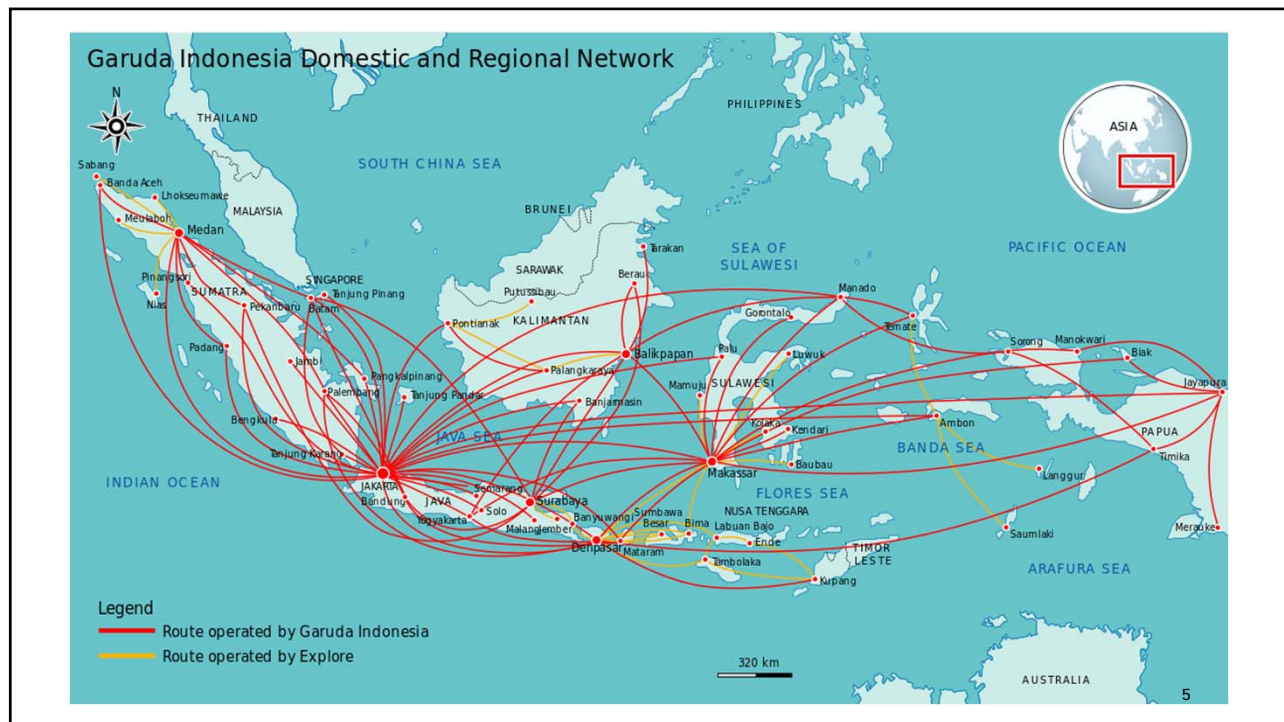 Garuda Indonesia Domestic and Regional Network
N
THAILAND
PHILIPPINES
ASIA
SOUTH CHINA SEA
Sabang
Banda Aceh
Lhokseumawe
Meulaboh
MALAYSIA
BRUNEI
Medan
Tarakan
SEA OF
SULAWESI
PACIFIC OCEAN
Pinangsori
SUMATRA
Nias
SINGAPORE
Tanjung Pinang
Batam
Pekanbaru
SARAWAK
Putussibau
Berau
Manado
Pontianak
KALIMANTAN
Gorontalo
Ternate
Sorong
Manokwari
Padang
Jambi
Balikpapan
Palu
Luwuk
Biak
Pangkalpinang
Palangkaraya
Mamuju
SULAWESI
Jayapura
Palembang
Tanjung Pandan
Banjarmasin
Bengkulu
JAVA SEA
Kolaka
Kendari
Ambon
PAPUA
Tanjung Karang
BANDA SEA
Timika
INDIAN OCEAN
JAKARTA
Makassar
Baubau
Langgur
Bandung
JAVA
Semarang
Surabaya
FLORES SEA
Yogyakarta
Solo
Malang
Jember
Banyuwangi
Sumbawa
Besar
Bima
NUSA TENGGARA
Labuan Bajo
Ende
Saumlaki
Merauke
Denpasar
Mataram
Tambolaka
TIMOR
LESTE
Kupang
ARAFURA SEA
Legend
Route operated by Garuda Indonesia
Route operated by Explore
320 km
AUSTRALIA
5